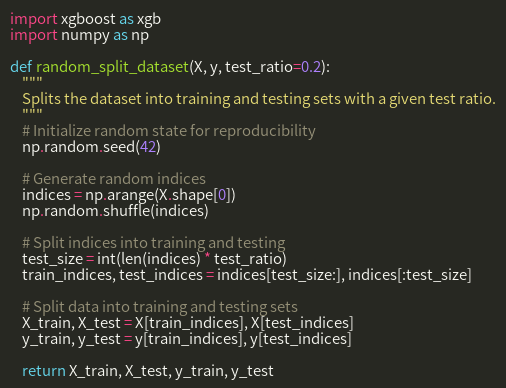 import xgboost as xgb
import numpy as np

def random_split_dataset(X, y, test_ratio=0.2):
    """
    Splits the dataset into training and testing sets with a given test ratio.
    """
    # Initialize random state for reproducibility
    np.random.seed(42)

    # Generate random indices
    indices = np.arange(X.shape[0])
    np.random.shuffle(indices)

    # Split indices into training and testing
    test_size = int(len(indices) * test_ratio)
    train_indices, test_indices = indices[test_size:], indices[:test_size]

    # Split data into training and testing sets
    X_train, X_test = X[train_indices], X[test_indices]
    y_train, y_test = y[train_indices], y[test_indices]

    return X_train, X_test, y_train, y_test